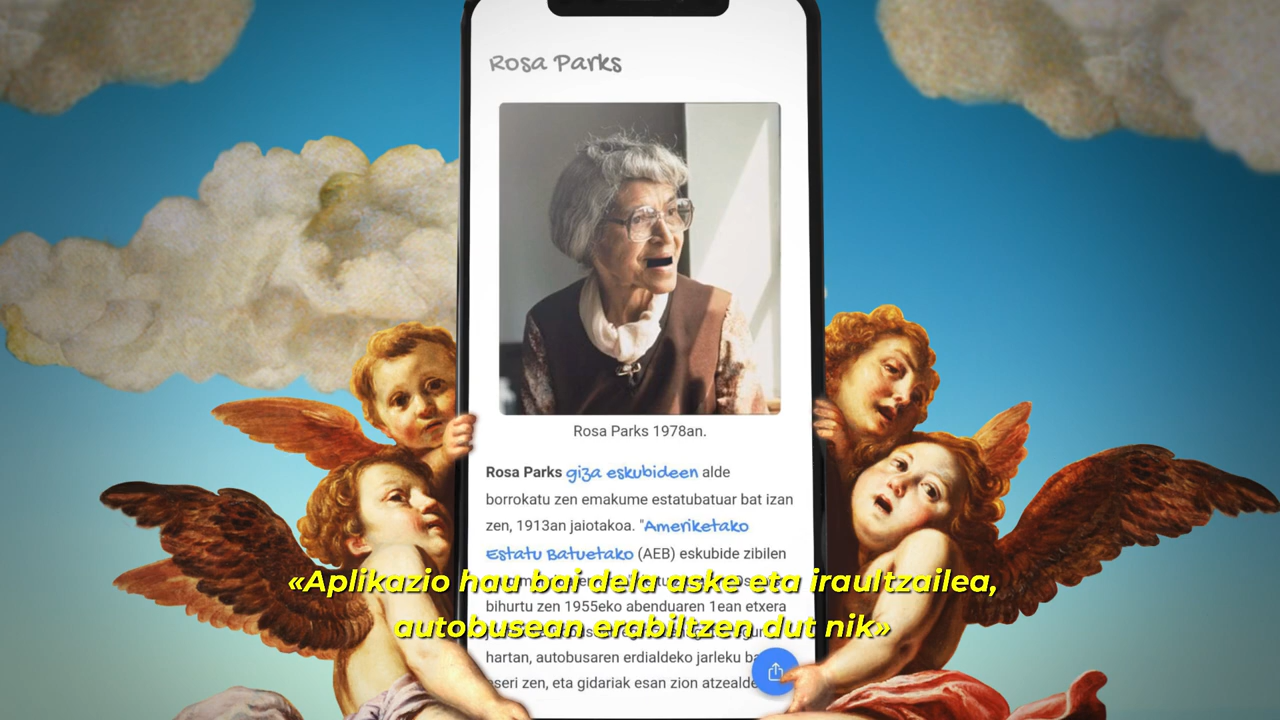 Rosa Parks
Rosa Parks 1978an.
Rosa Parks giza eskubideen alde
borrokatu zen emakume estatubatuar bat izan
zen, 1913an jaiotakoa. "Ameriketako
Estatu Batuetako (AEB) eskubide zibilen
«Aplikazio hau bai dela aske eta iraultzailea,
bihurtu zen 1955eko abenduaren 1ean etxera
autobusean erabiltzen dut nik»
hartan, autobusaren erdialdeko jarleku
eseri zen, eta gidariak esan zion